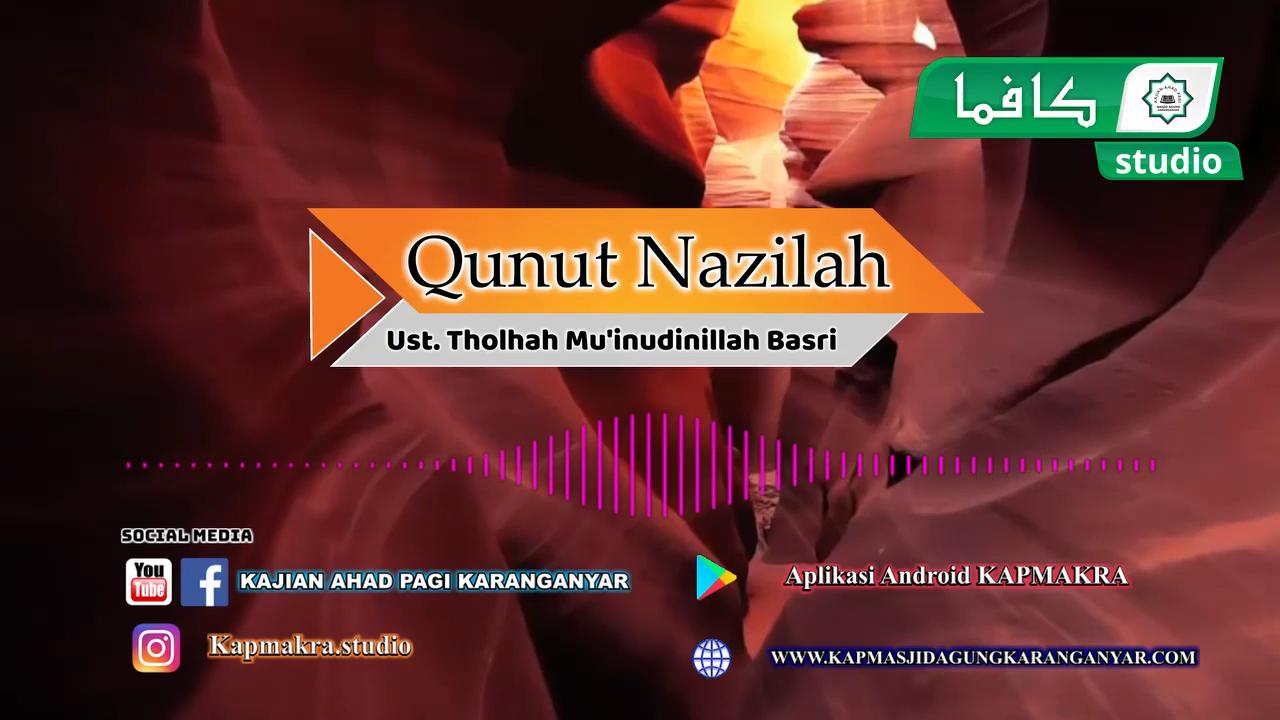 كافما
studio
Qunut Nazilah
Ust. Tholhah Mu'inudinillah Basri
SOCIAL MEDIA
You
Tube
KAJIAN AHAD PAGI KARANGANYAR
Aplikasi Android KAPMAKRA
Kapmakra.studio
WWW.KAPMASJIDAGUNGKARANGANYAR.COM